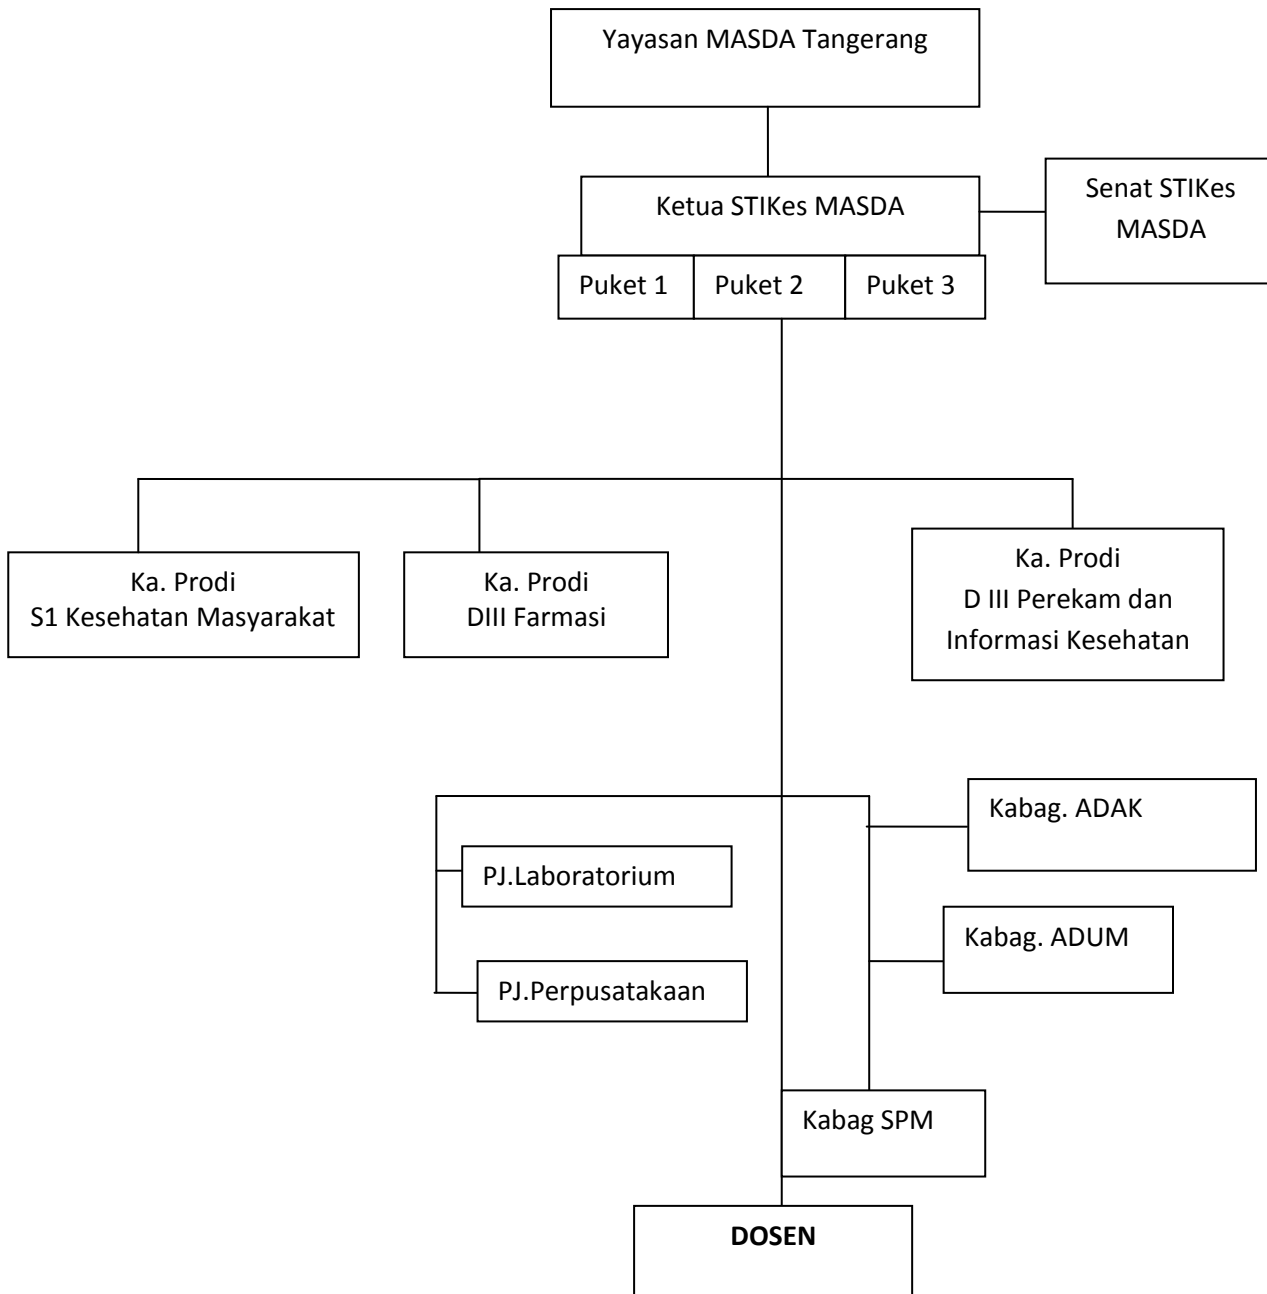 Yayasan MASDA Tangerang
Ketua STIKes MASDA
Senat STIKes
MASDA
Puket 1
Puket 2
Puket 3
Ka. Prodi
S1 Kesehatan Masyarakat
Ka. Prodi
DIII Farmasi
Ka. Prodi
D III Perekam dan
Informasi Kesehatan
Kabag. ADAK
PJ.Laboratorium
Kabag. ADUM
PJ.Perpusatakaan
Kabag SPM
DOSEN